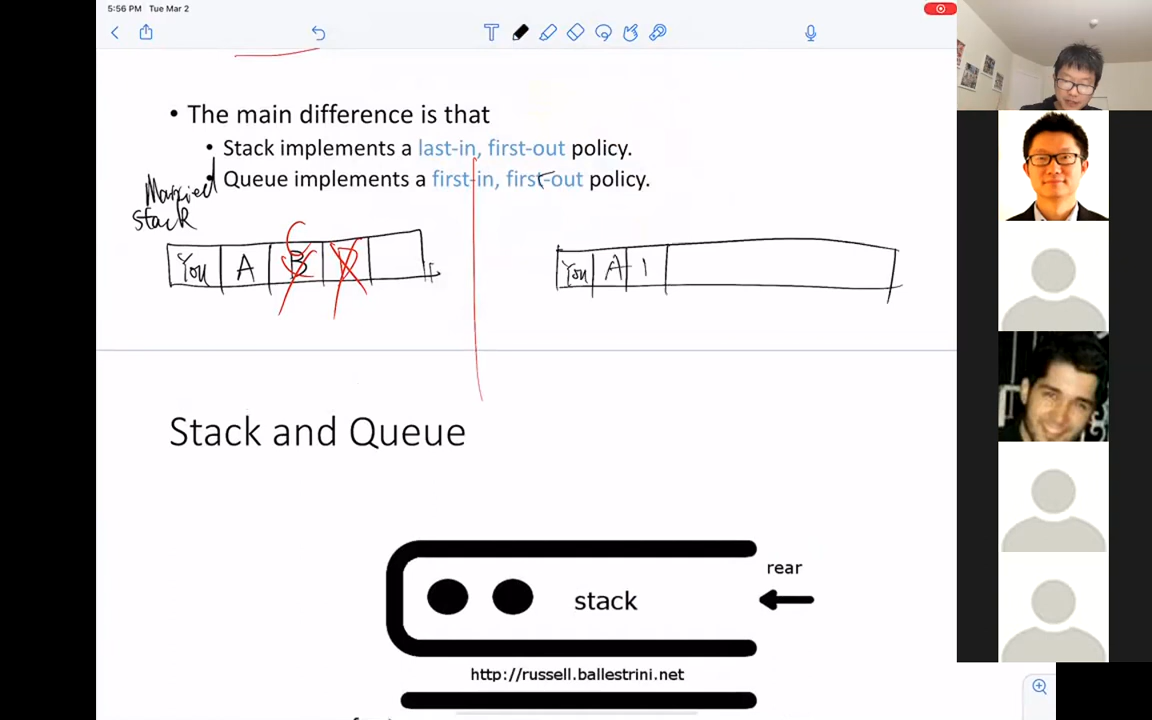 5:56 PM Tue Mar 2
• The main difference is that
• Stack implements a last-in, first-out policy.
• Queue implements a first-in, first-out policy.
Married
Stack
You A B D
You A 1
Stack and Queue
rear
stack
http://russell.ballestrini.net